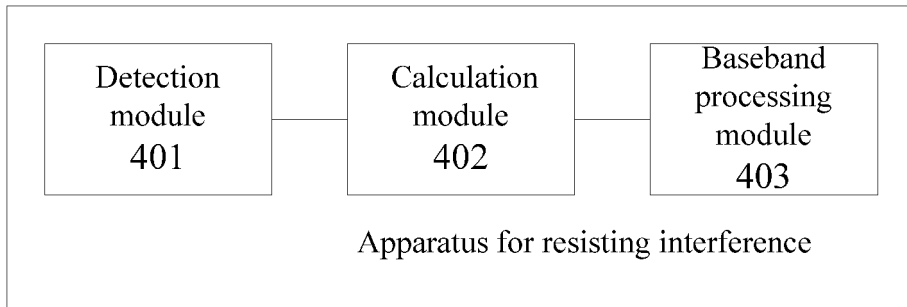 Detection
module
401
Calculation
module
402
Baseband
processing
module
403
Apparatus for resisting interference